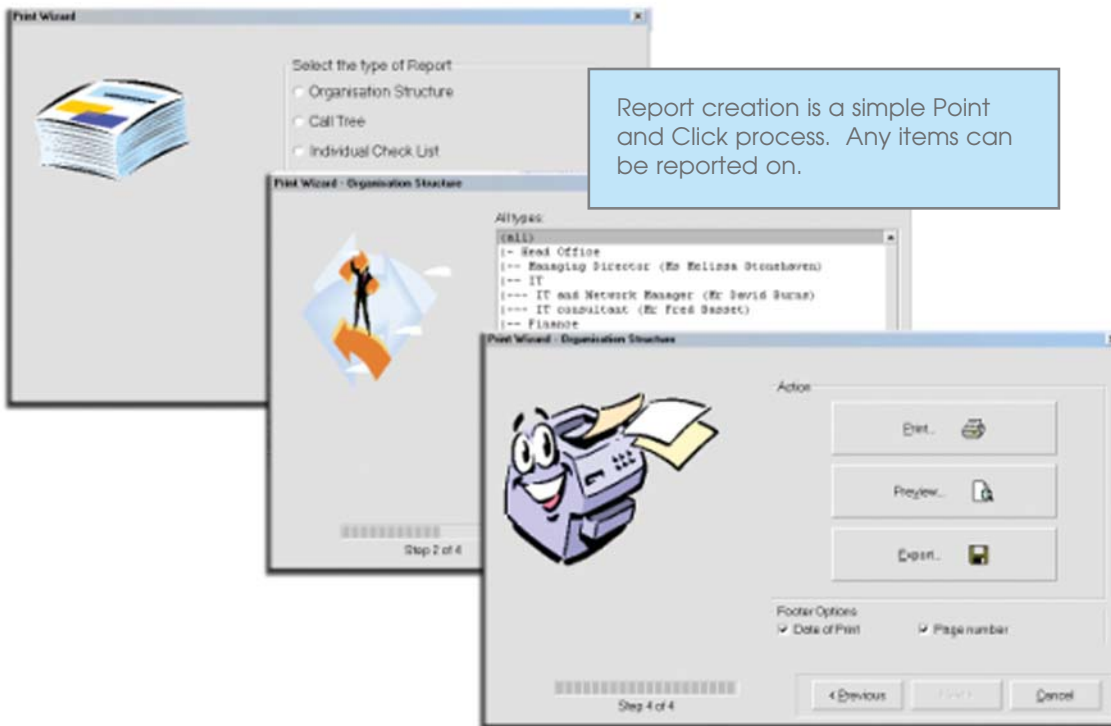 Print Wizard
Select the type of Report
Organisation Structure
Call Tree
Individual Check List
Report creation is a simple Point
and Click process. Any items can
be reported on.
Print Wizard - Organisation Structure
All types:
(all)
|- Head Office
|-- Managing Director (Ms Melissa Stonehaven)
|-- IT
|--- IT and Network Manager (Mr David Burns)
|--- IT consultant (Mr Fred Basset)
|-- Finance
Step 2 of 4
Print Wizard - Organisation Structure
Action
Print...
Preview...
Export...
Footer Options
Date of Print
Page number
Step 4 of 4
< Previous
Cancel